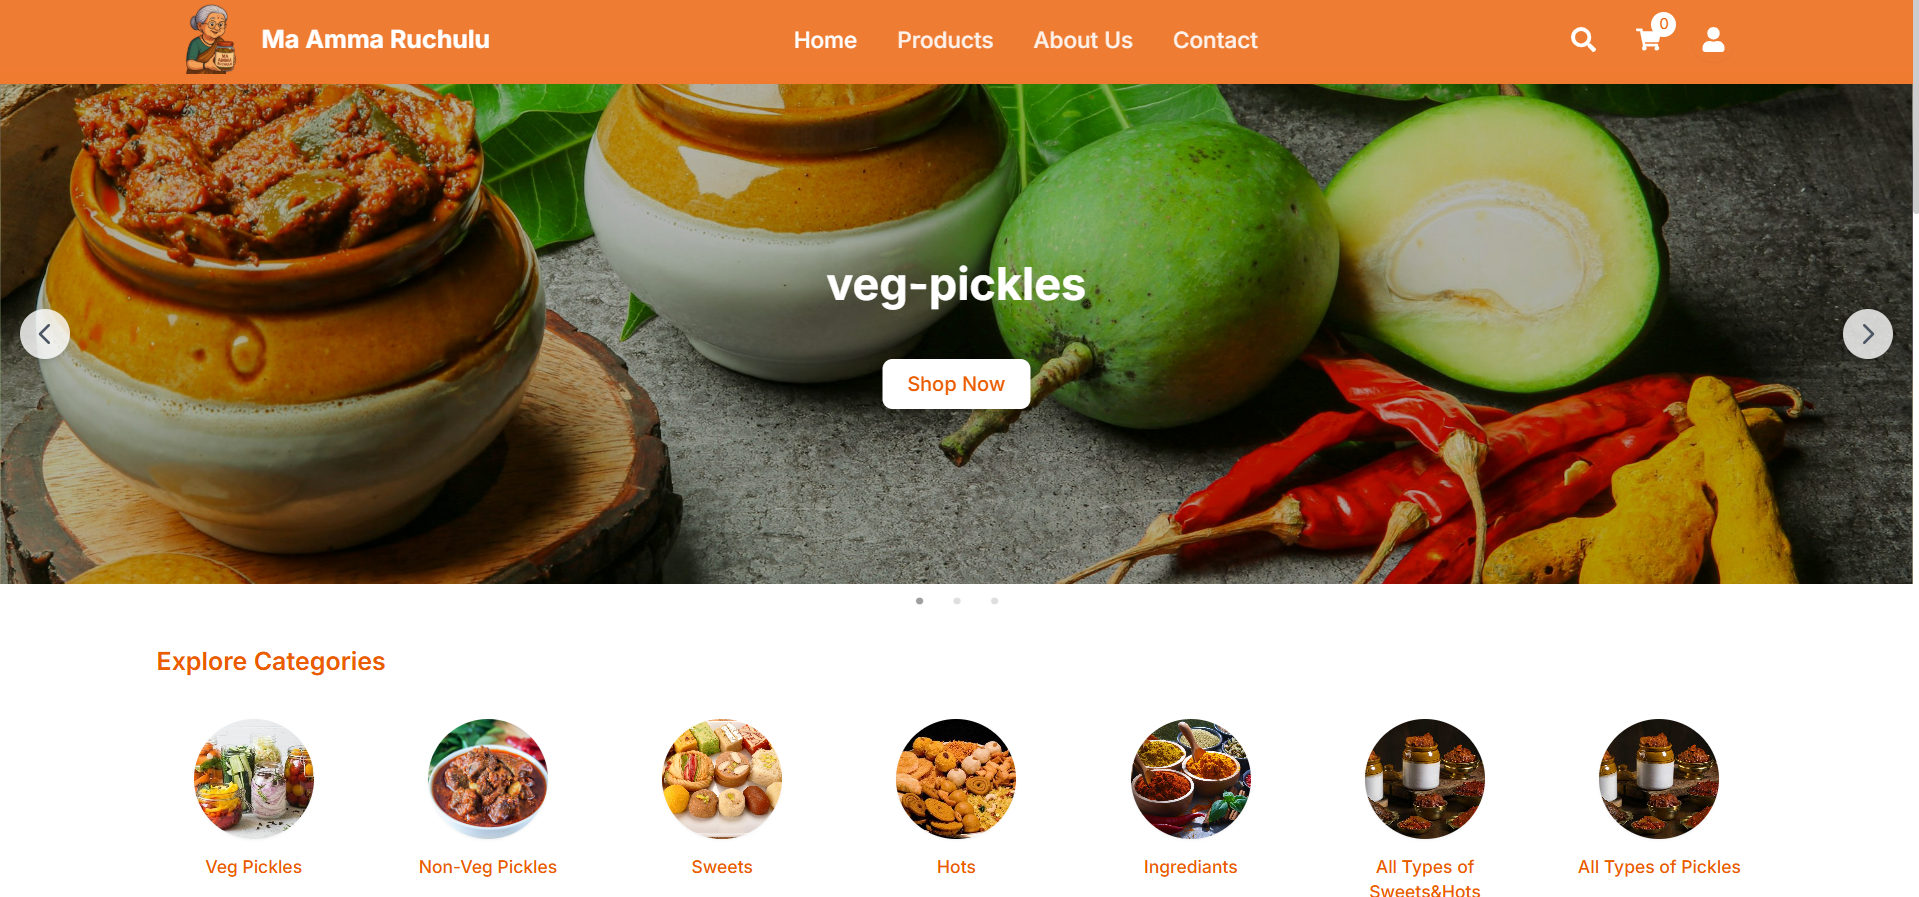 Ma Amma Ruchulu
Home Products About Us Contact
0
veg-pickles
Shop Now
Explore Categories
Veg Pickles
Non-Veg Pickles
Sweets
Hots
Ingrediants
All Types of
Sweets&Hots
All Types of Pickles